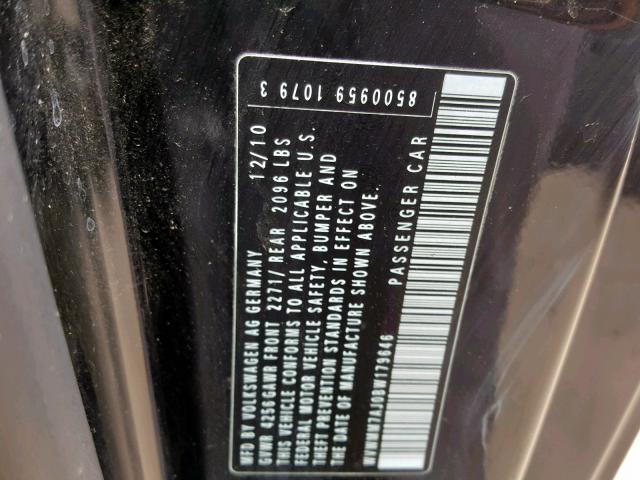 MFD BY VOLKSWAGEN AG GERMANY 12/10
GVWR 4256 GAWR FRONT 2271/ REAR 2096 LBS
THIS VEHICLE CONFORMS TO ALL APPLICABLE U.S.
FEDERAL MOTOR VEHICLE SAFETY, BUMPER AND
THEFT PREVENTION STANDARDS IN EFFECT ON
THE DATE OF MANUFACTURE SHOWN ABOVE.
PASSENGER CAR
WVWMM7AJ9BW179646
8500959 1079 3